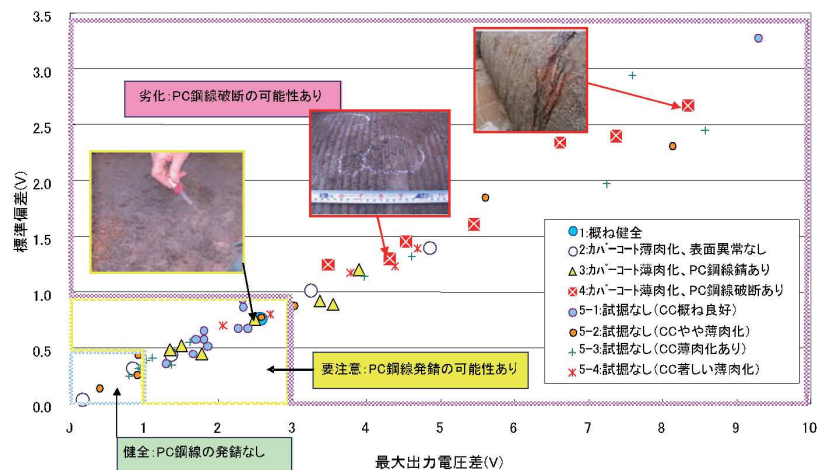 3.5
3.0
2.5
2.0
1.5
1.0
0.5
0.0
標準偏差(V)
劣化:PC鋼線破断の可能性あり
1:概ね健全
2:カバーコート薄肉化、表面異常なし
3:カバーコート薄肉化、PC鋼線錆あり
4:カバーコート薄肉化、PC鋼線破断あり
5-1:試掘なし(CC概ね良好)
5-2:試掘なし(CCやや薄肉化)
5-3:試掘なし(CC薄肉化あり)
5-4:試掘なし(CC著しい薄肉化)
要注意:PC鋼線発錆の可能性あり
0 1 2 3 4 5 6 7 8 9 10
健全:PC鋼線の発錆なし
最大出力電圧差(V)